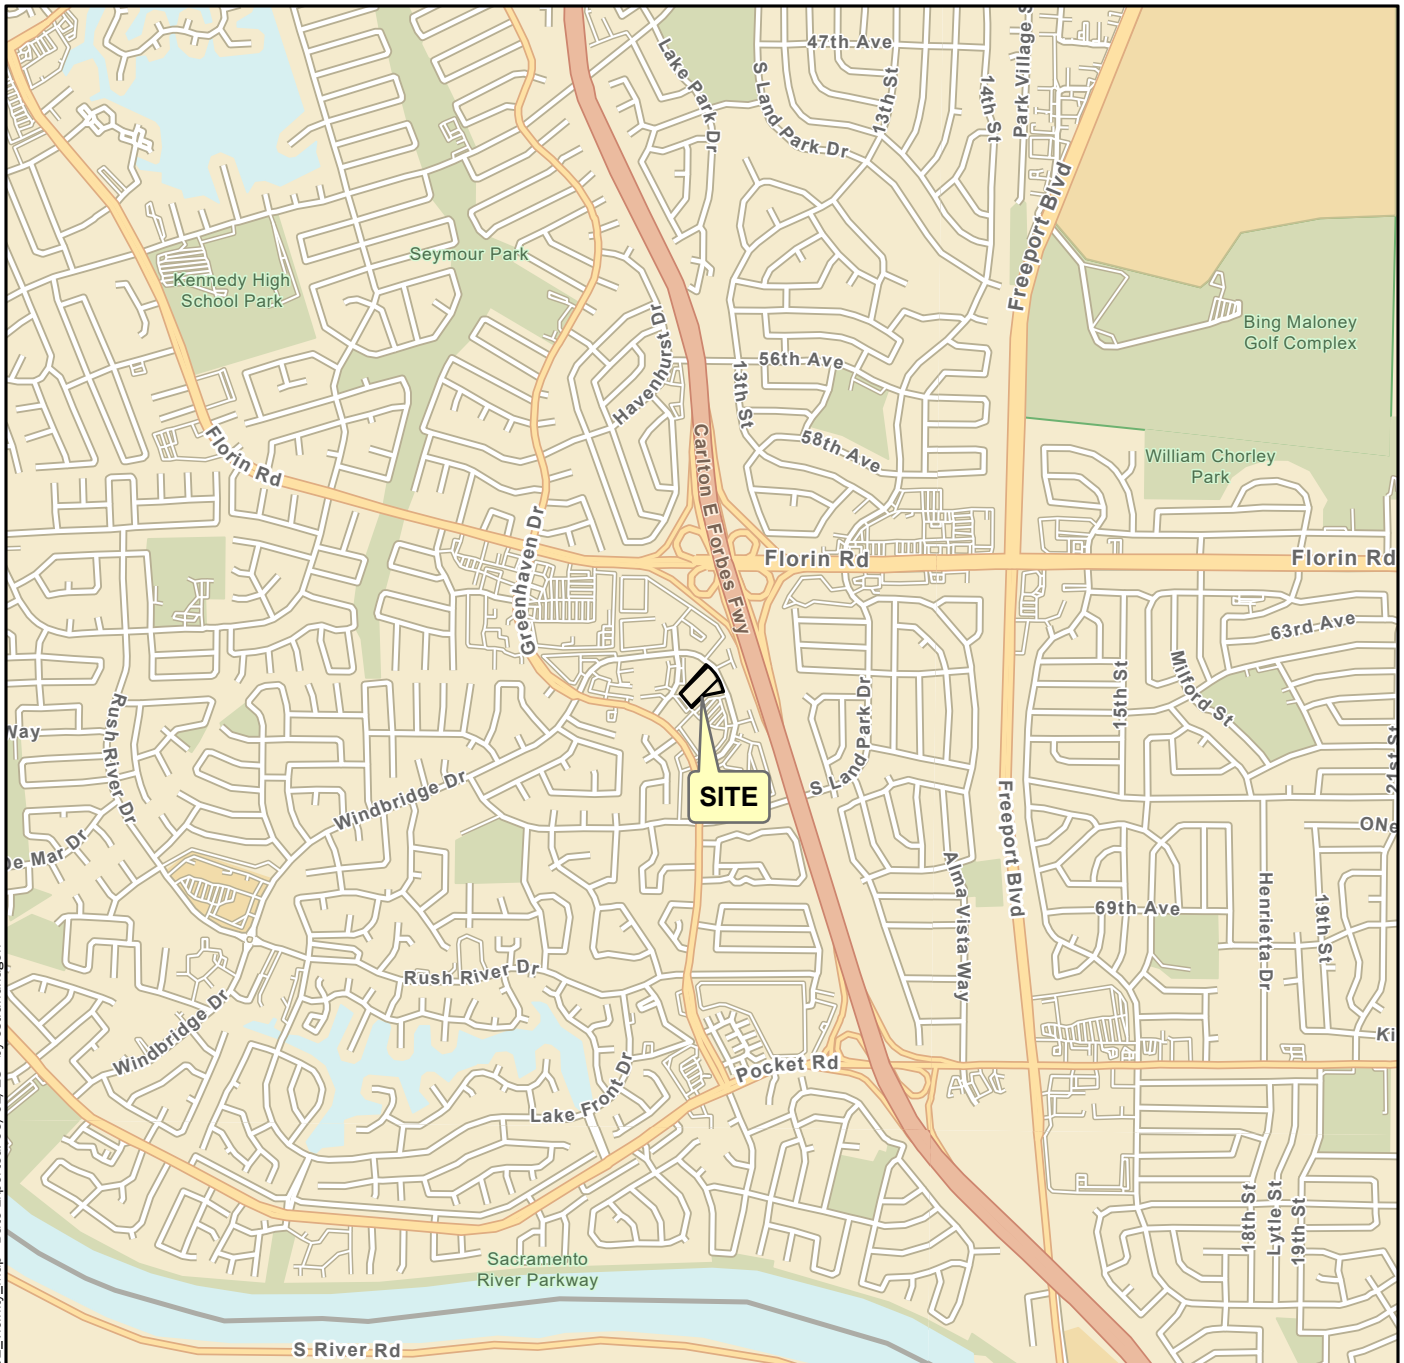 47th Ave
Lake Park Dr
S Land Park Dr
13th St
14th St
Park Village S
Freeport Blvd
Seymour Park
Kennedy High
School Park
Bing Maloney
Golf Complex
Havenhurst Dr
56th Ave
13th St
58th Ave
Carlton E Forbes Fwy
William Chorley
Park
Florin Rd
Greenhaven Dr
Florin Rd
Florin Rd
63rd Ave
Milford St
15th St
Rush River Dr
Way
S Land Park Dr
21st St
Windbridge Dr
SITE
De Mar Dr
Freeport Blvd
ONe
Alma Vista Way
69th Ave
Henrietta Dr
19th St
Rush River Dr
Windbridge Dr
Ki
Pocket Rd
Lake Front Dr
18th St
Lytle St
19th St
Sacramento
River Parkway
S River Rd